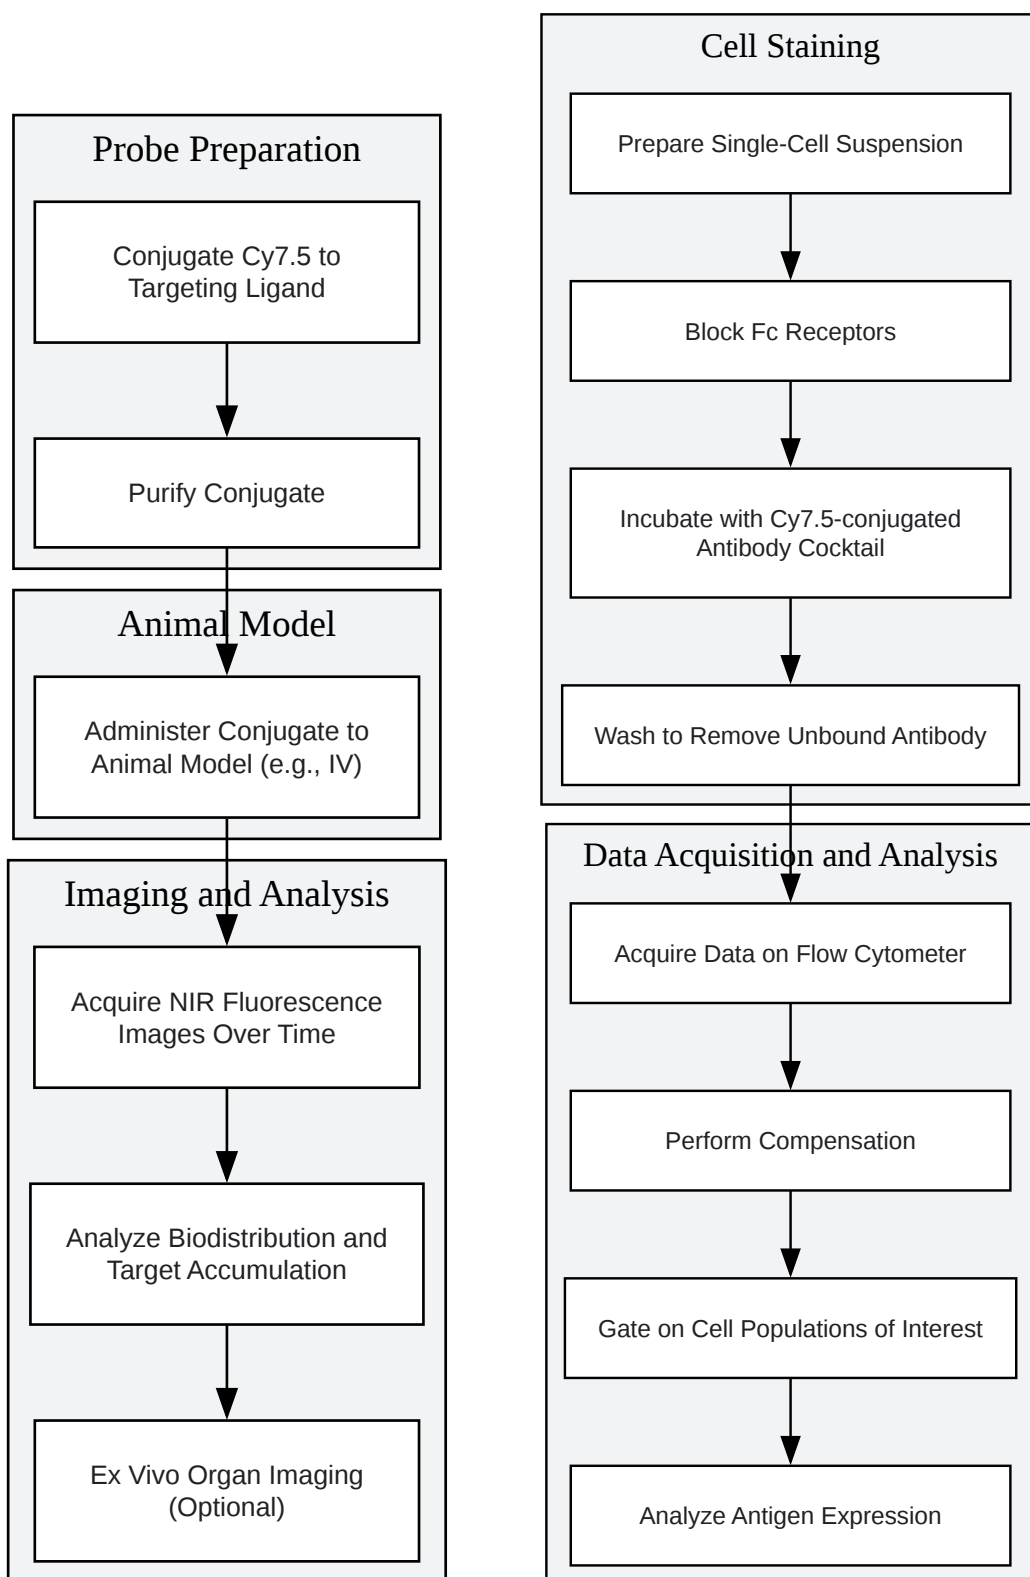 Probe Preparation
Conjugate Cy7.5 to
Targeting Ligand
Purify Conjugate
Animal Model
Administer Conjugate to
Animal Model (e.g., IV)
Imaging and Analysis
Acquire NIR Fluorescence
Images Over Time
Analyze Biodistribution and
Target Accumulation
Ex Vivo Organ Imaging
(Optional)
Cell Staining
Prepare Single-Cell Suspension
Block Fc Receptors
Incubate with Cy7.5-conjugated
Antibody Cocktail
Wash to Remove Unbound Antibody
Data Acquisition and Analysis
Acquire Data on Flow Cytometer
Perform Compensation
Gate on Cell Populations of Interest
Analyze Antigen Expression